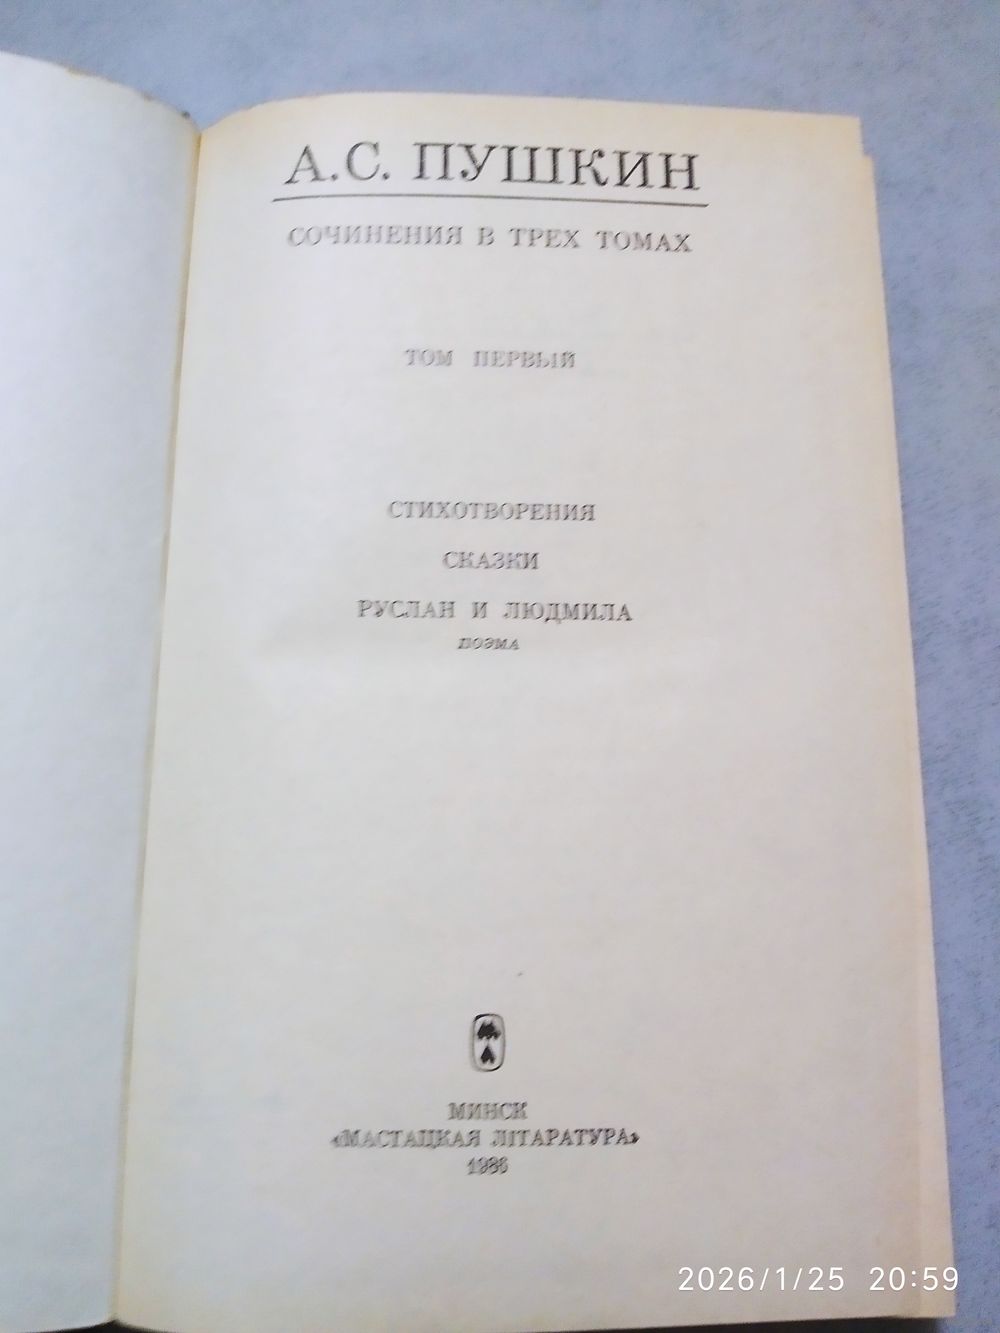 А.С. ПУШКИН
СОЧИНЕНИЯ В ТРЕХ ТОМАХ
ТОМ ПЕРВЫЙ
СТИХОТВОРЕНИЯ
СКАЗКИ
РУСЛАН И ЛЮДМИЛА
ПОЭМА
МИНСК
«МАСТАЦКАЯ ЛІТАРАТУРА»
1986
2026/1/25 20:59